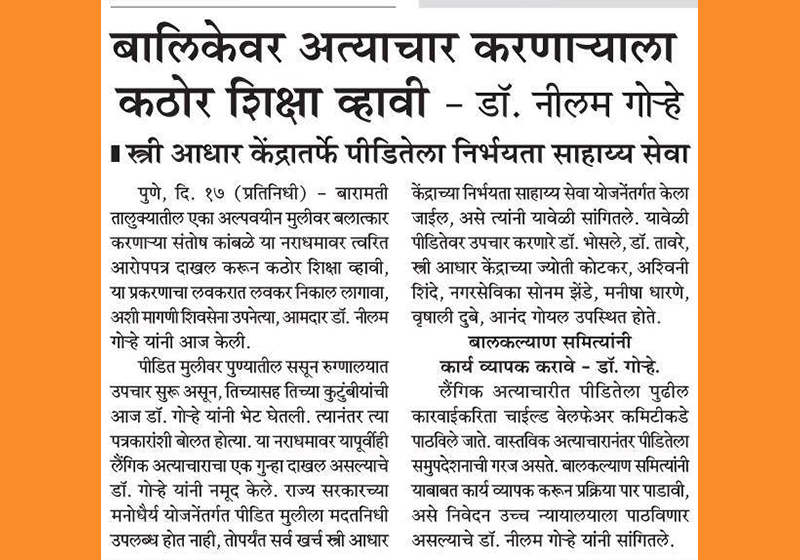 बालिकेवर अत्याचार करणाऱ्याला
कठोर शिक्षा व्हावी – डॉ. नीलम गोऱ्हे
स्त्री आधार केंद्रातर्फे पीडितेला निर्भयता साहाय्य सेवा
पुणे, दि. १७ (प्रतिनिधी) – बारामती
तालुक्यातील एका अल्पवयीन मुलीवर बलात्कार
करणाऱ्या संतोष कांबळे या नराधमावर त्वरित
आरोपपत्र दाखल करून कठोर शिक्षा व्हावी,
या प्रकरणाचा लवकरात लवकर निकाल लागावा,
अशी मागणी शिवसेना उपनेत्या, आमदार डॉ. नीलम
गोऱ्हे यांनी आज केली.
पीडित मुलीवर पुण्यातील ससून रुग्णालयात
उपचार सुरू असून, तिच्यासह तिच्या कुटुंबीयांची
आज डॉ. गोऱ्हे यांनी भेट घेतली. त्यानंतर त्या
पत्रकारांशी बोलत होत्या. या नराधमावर यापूर्वीही
लैंगिक अत्याचाराचा एक गुन्हा दाखल असल्याचे
डॉ. गोऱ्हे यांनी नमूद केले. राज्य सरकारच्या
मनोधैर्य योजनेंतर्गत पीडित मुलीला मदतनिधी
उपलब्ध होत नाही, तोपर्यंत सर्व खर्च स्त्री आधार
केंद्राच्या निर्भयता साहाय्य सेवा योजनेंतर्गत केला
जाईल, असे त्यांनी यावेळी सांगितले. यावेळी
पीडितेवर उपचार करणारे डॉ. भोसले, डॉ. तावरे,
स्त्री आधार केंद्राच्या ज्योती कोटकर, अश्विनी
शिंदे, नगरसेविका सोनम झेंडे, मनीषा धारणे,
वृषाली दुबे, आनंद गोयल उपस्थित होते.
बालकल्याण समित्यांनी
कार्य व्यापक करावे – डॉ. गोऱ्हे.
लैंगिक अत्याचारीत पीडितेला पुढील
कारवाईकरिता चाईल्ड वेलफेअर कमिटीकडे
पाठविले जाते. वास्तविक अत्याचारानंतर पीडितेला
समुपदेशनाची गरज असते. बालकल्याण समित्यांनी
याबाबत कार्य व्यापक करून प्रक्रिया पार पाडावी,
असे निवेदन उच्च न्यायालयाला पाठविणार
असल्याचे डॉ. नीलम गोऱ्हे यांनी सांगितले.